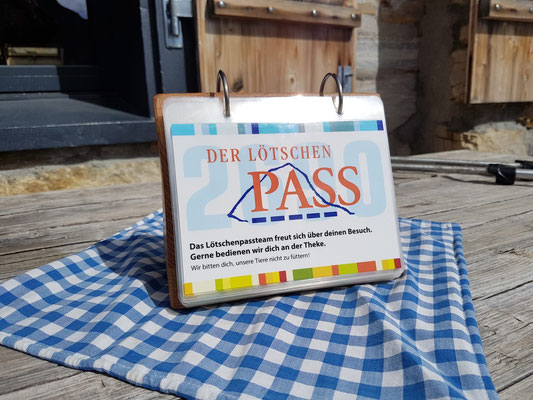 DER LÖTSCHEN
PASS
Das Lötschenpassteam freut sich über deinen Besuch.
Gerne bedienen wir dich an der Theke.
Wir bitten dich, unsere Tiere nicht zu füttern!